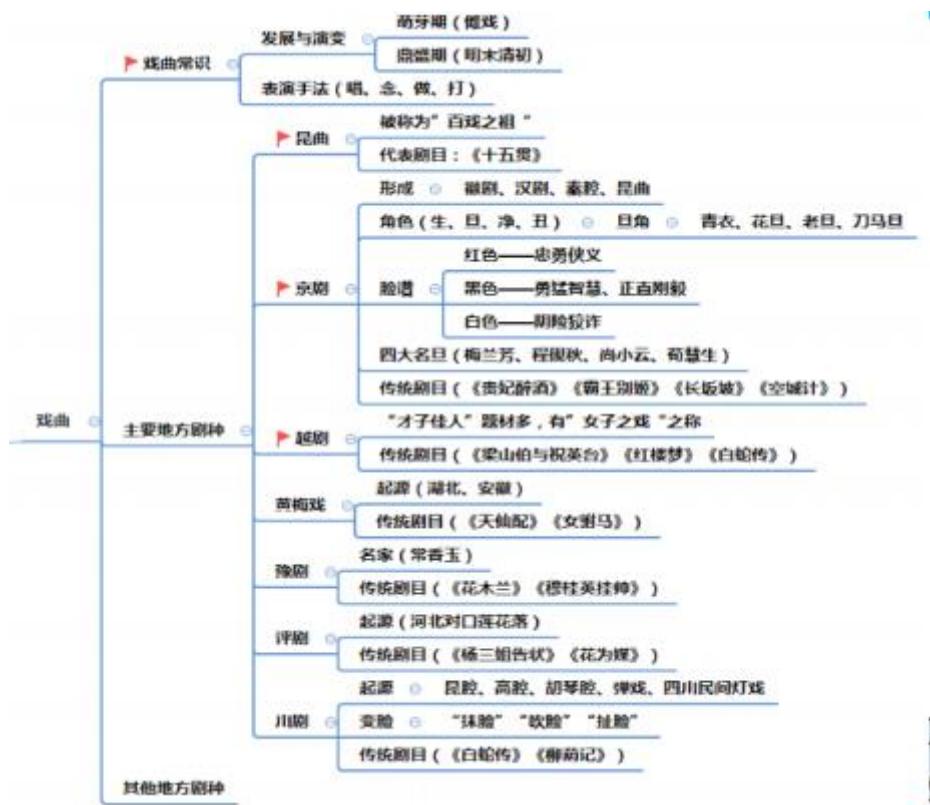 萌芽期（傩戏）
发展与演变
鼎盛期（明末清初）
戏曲常识
表演手法（唱、念、做、打）
被称为”百戏之祖“
昆曲
代表剧目：《十五贯》
形成 徽剧、汉剧、秦腔、昆曲
角色（生、旦、净、丑） 旦角 青衣、花旦、老旦、刀马旦
红色——忠勇侠义
京剧 脸谱 黑色——勇猛智慧、正直刚毅
白色——阴险狡诈
四大名旦（梅兰芳、程砚秋、尚小云、荀慧生）
传统剧目（《贵妃醉酒》《霸王别姬》《长坂坡》《空城计》）
戏曲
主要地方剧种
“才子佳人”题材多，有”女子之戏“之称
越剧
传统剧目（《梁山伯与祝英台》《红楼梦》《白蛇传》）
起源（湖北、安徽）
黄梅戏
传统剧目（《天仙配》《女驸马》）
名家（常香玉）
豫剧
传统剧目（《花木兰》《穆桂英挂帅》）
起源（河北对口莲花落）
评剧
传统剧目（《杨三姐告状》《花为媒》）
起源 昆腔、高腔、胡琴腔、弹戏、四川民间灯戏
川剧 变脸 “抹脸”“吹脸”“扯脸”
传统剧目（《白蛇传》《柳荫记》）
其他地方剧种